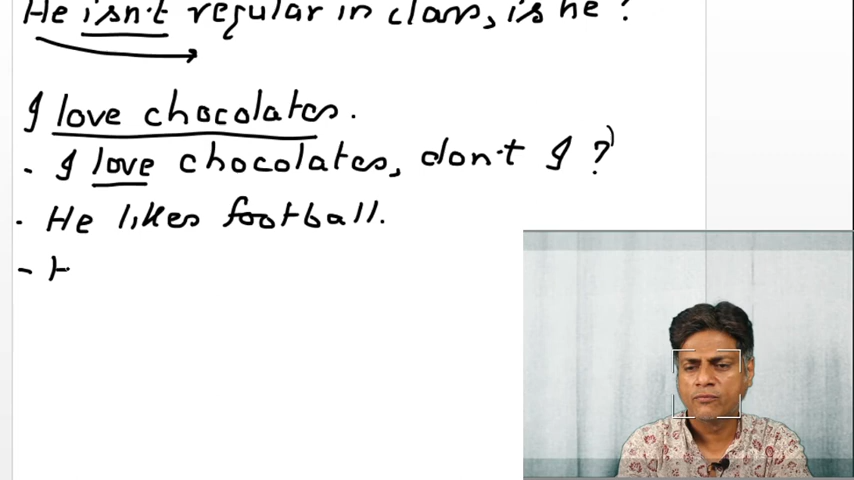 He isn't regular in class, is he?
I love chocolates.
- I love chocolates, don't I?
. He likes football.
- H